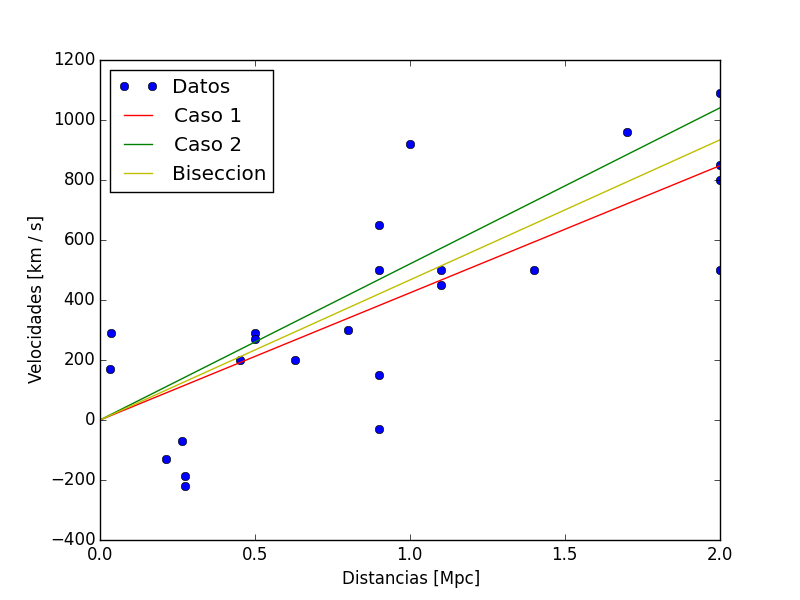 1200
1000
800
600
400
200
0
−200
−400
Velocidades [km / s]
Datos
Caso 1
Caso 2
Biseccion
0.0 0.5 1.0 1.5 2.0
Distancias [Mpc]